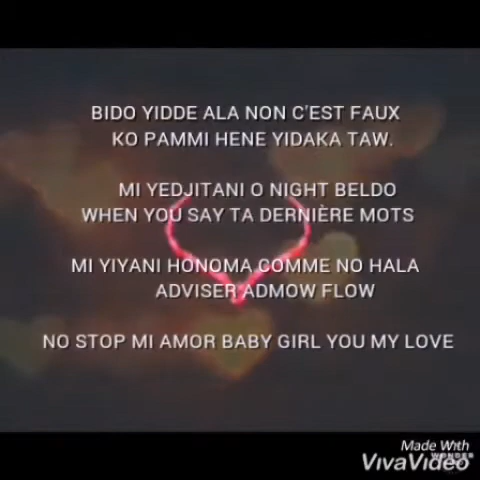 BIDO YIDDE ALA NON C'EST FAUX
KO PAMMI HENE YIDAKA TAW.
MI YEDJITANI O NIGHT BELDO
WHEN YOU SAY TA DERNIÈRE MOTS
MI YIYANI HONOMA COMME NO HALA
ADVISER ADMOW FLOW
NO STOP MI AMOR BABY GIRL YOU MY LOVE
Made With
VivaVideo
WONDER